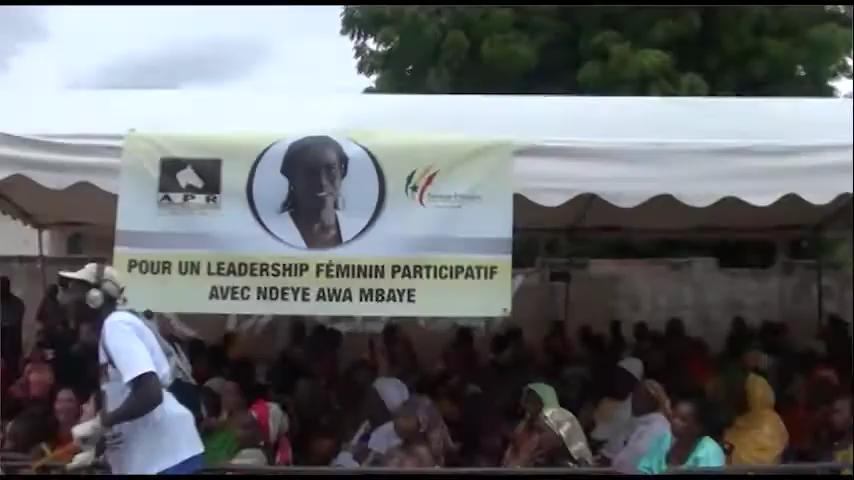 APR
POUR UN LEADERSHIP FÉMININ PARTICIPATIF
AVEC NDEYE AWA MBAYE